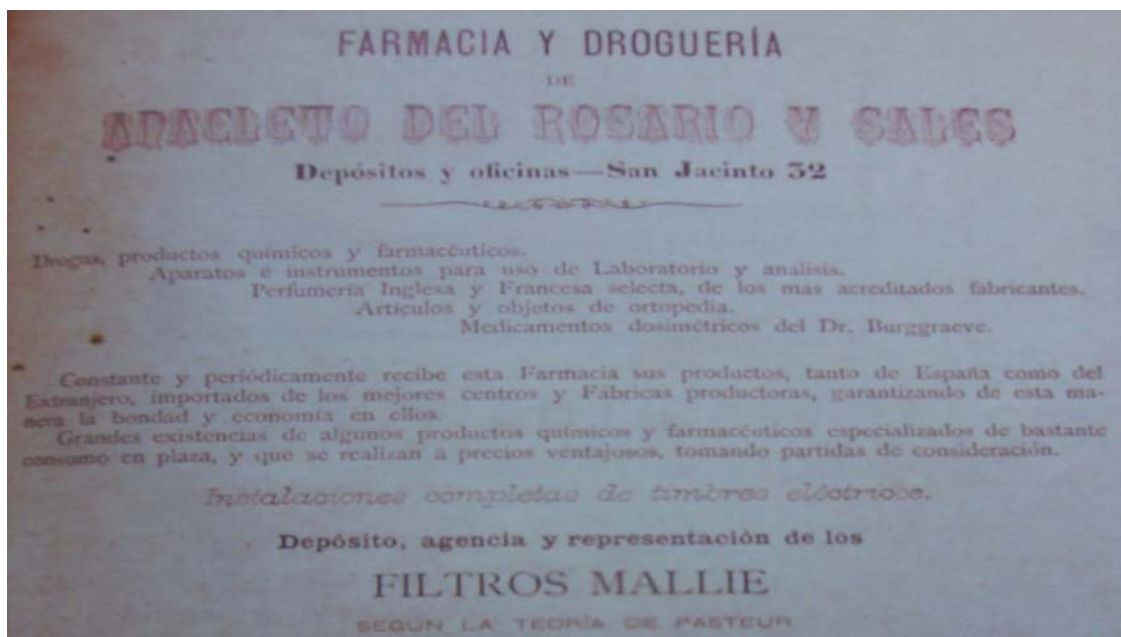 FARMACIA Y DROGUERÍA
DE
ANACLETO DEL ROSARIO Y SALES
Depósitos y oficinas—San Jacinto 32
Drogas, productos químicos y farmacéuticos.
Aparatos é instrumentos para uso de Laboratorio y análisis.
Perfumería Inglesa y Francesa selecta, de los más acreditados fabricantes.
Artículos y objetos de ortopedia.
Medicamentos dosimétricos del Dr. Burggraeve.
Constante y periódicamente recibe esta Farmacia sus productos, tanto de España como del
Extranjero, importados de los mejores centros y Fábricas productoras, garantizando de esta ma-
nera la bondad y economía en ellos.
Grandes existencias de algunos productos químicos y farmacéuticos especializados de bastante
consumo en plaza, y que se realizan á precios ventajosos, tomando partidas de consideración.
Instalaciones completas de timbres eléctricos.
Depósito, agencia y representación de los
FILTROS MALLIE
SEGÚN LA TEORÍA DE PASTEUR